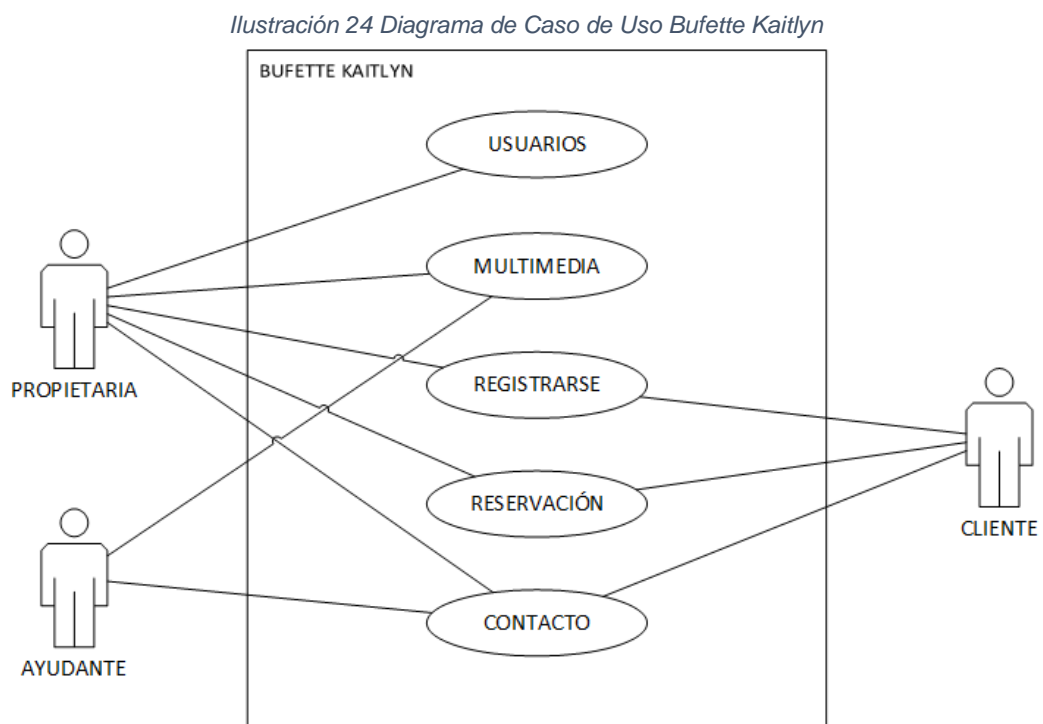 Ilustración 24 Diagrama de Caso de Uso Bufette Kaitlyn
BUFETTE KAITLYN
USUARIOS
MULTIMEDIA
REGISTRARSE
PROPIETARIA
RESERVACIÓN
CLIENTE
CONTACTO
AYUDANTE